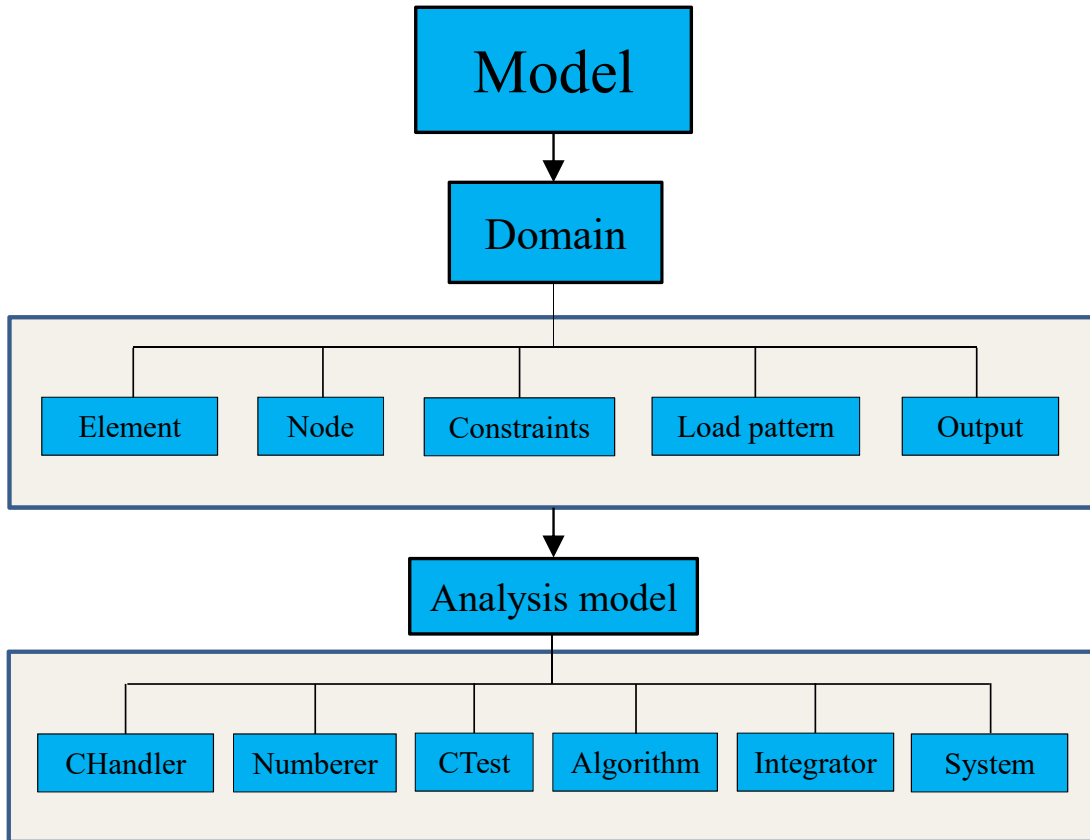 Model
Domain
Element
Node
Constraints
Load pattern
Output
Analysis model
CHandler
Numberer
CTest
Algorithm
Integrator
System